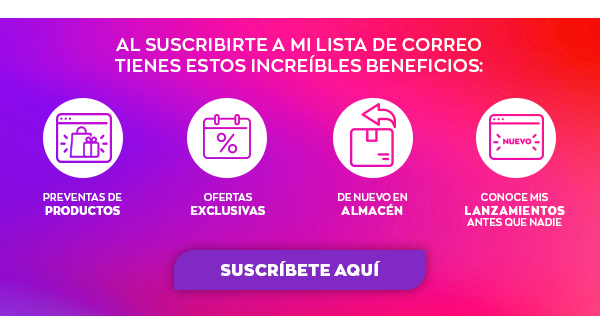 AL SUSCRIBIRTE A MI LISTA DE CORREO
TIENES ESTOS INCREÍBLES BENEFICIOS:
NUEVO
PREVENTAS DE
PRODUCTOS
OFERTAS
EXCLUSIVAS
DE NUEVO EN
ALMACÉN
CONOCE MIS
LANZAMIENTOS
ANTES QUE NADIE
SUSCRÍBETE AQUÍ